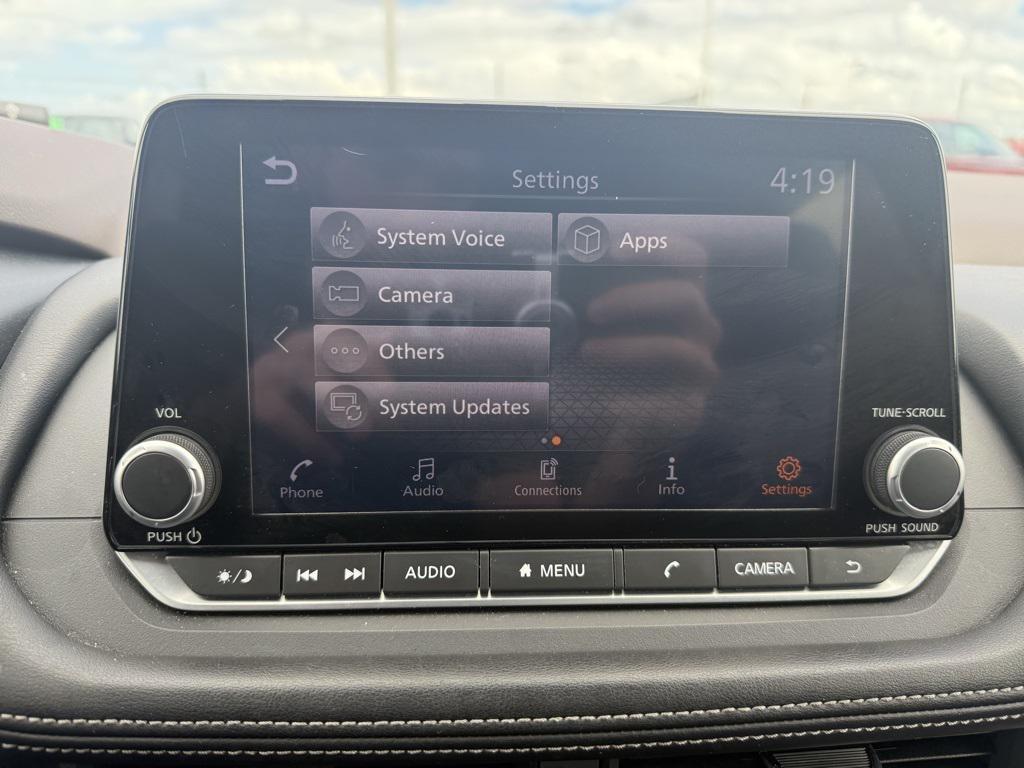 Settings 4:19
System Voice
Apps
Camera
Others
System Updates
VOL
TUNE·SCROLL
Phone
Audio
Connections
Info
Settings
PUSH
PUSH SOUND
AUDIO
MENU
CAMERA